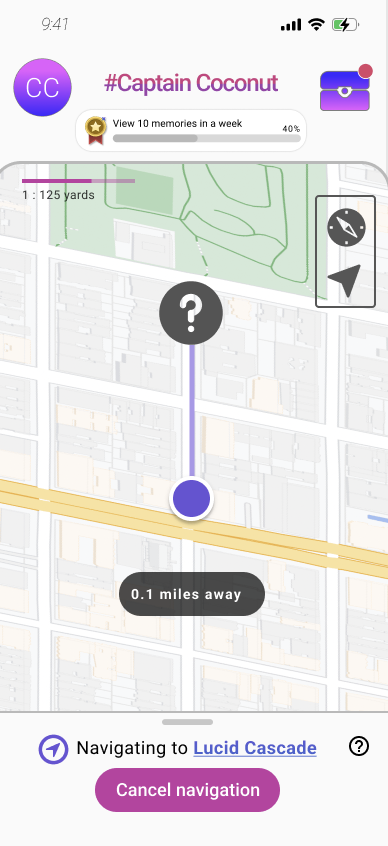 9:41
CC
#Captain Coconut
View 10 memories in a week
40%
1 : 125 yards
?
0.1 miles away
Navigating to Lucid Cascade
?
Cancel navigation